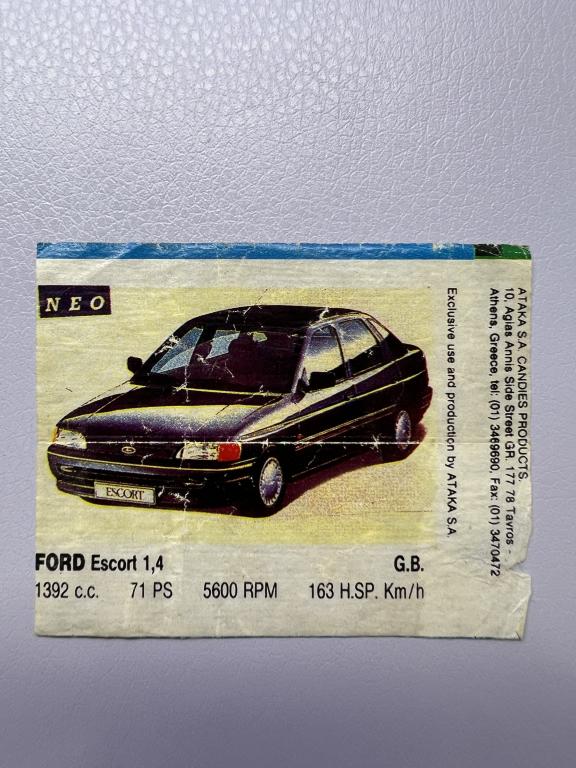 NEO
ESCORT
FORD Escort 1,4 G.B.
1392 c.c. 71 PS 5600 RPM 163 H.SP. Km/h
ATAKA S.A. CANDIES PRODUCTS,
10, Agias Annis Side Street GR. 177 78 Tavros -
Athens, Greece, tel: (01) 3469690, Fax: (01) 3470472
Exclusive use and production by ATAKA S.A.